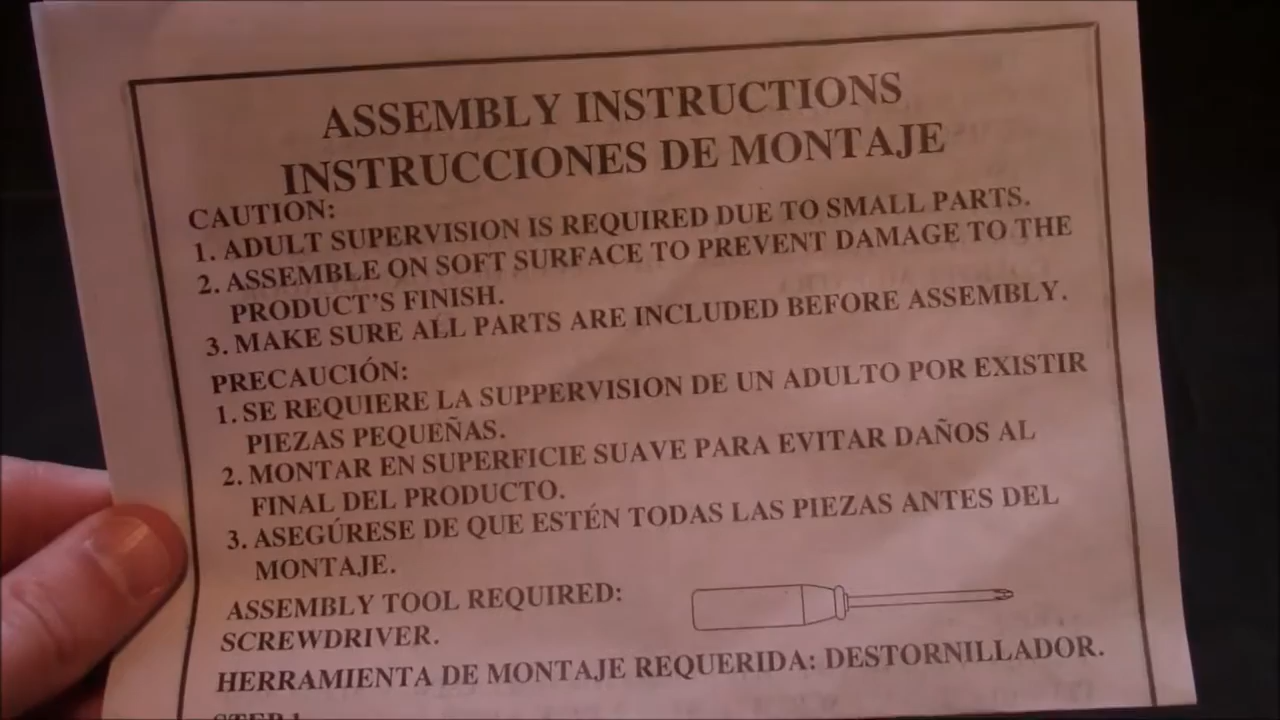 ASSEMBLY INSTRUCTIONS
INSTRUCCIONES DE MONTAJE
CAUTION:
1. ADULT SUPERVISION IS REQUIRED DUE TO SMALL PARTS.
2. ASSEMBLE ON SOFT SURFACE TO PREVENT DAMAGE TO THE
PRODUCT'S FINISH.
3. MAKE SURE ALL PARTS ARE INCLUDED BEFORE ASSEMBLY.
PRECAUCIÓN:
1. SE REQUIERE LA SUPPERVISION DE UN ADULTO POR EXISTIR
PIEZAS PEQUEÑAS.
2. MONTAR EN SUPERFICIE SUAVE PARA EVITAR DAÑOS AL
FINAL DEL PRODUCTO.
3. ASEGÚRESE DE QUE ESTÉN TODAS LAS PIEZAS ANTES DEL
MONTAJE.
ASSEMBLY TOOL REQUIRED:
SCREWDRIVER.
HERRAMIENTA DE MONTAJE REQUERIDA: DESTORNILLADOR.
STEP 1